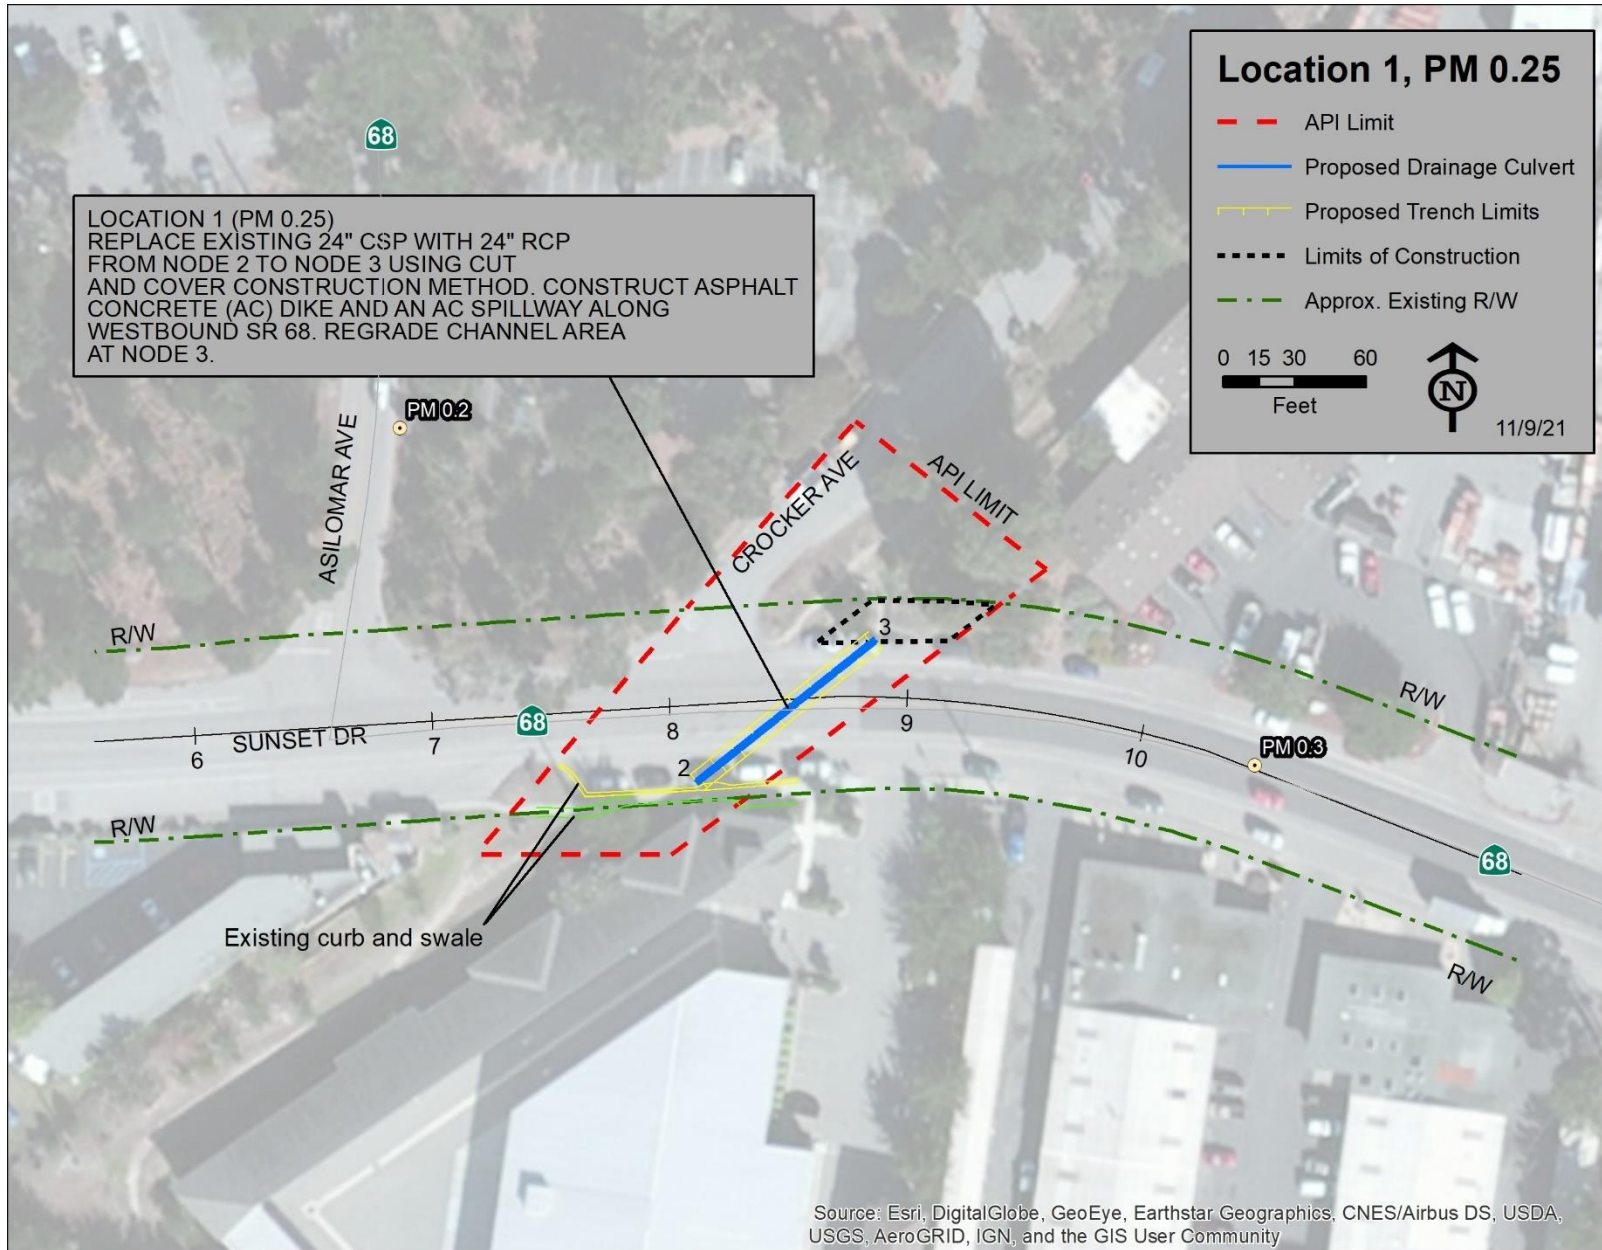 68
LOCATION 1 (PM 0.25)
REPLACE EXISTING 24" CSP WITH 24" RCP
FROM NODE 2 TO NODE 3 USING CUT
AND COVER CONSTRUCTION METHOD. CONSTRUCT ASPHALT
CONCRETE (AC) DIKE AND AN AC SPILLWAY ALONG
WESTBOUND SR 68. REGRADE CHANNEL AREA
AT NODE 3.
Location 1, PM 0.25
API Limit
Proposed Drainage Culvert
Proposed Trench Limits
Limits of Construction
Approx. Existing R/W
0 15 30 60
Feet
N
11/9/21
PM 0.2
ASILOMAR AVE
CROCKER AVE
API LIMIT
R/W
3
R/W
68
SUNSET DR
6
7
8
9
10
2
PM 0.3
R/W
68
Existing curb and swale
R/W
Source: Esri, DigitalGlobe, GeoEye, Earthstar Geographics, CNES/Airbus DS, USDA,
USGS, AeroGRID, IGN, and the GIS User Community